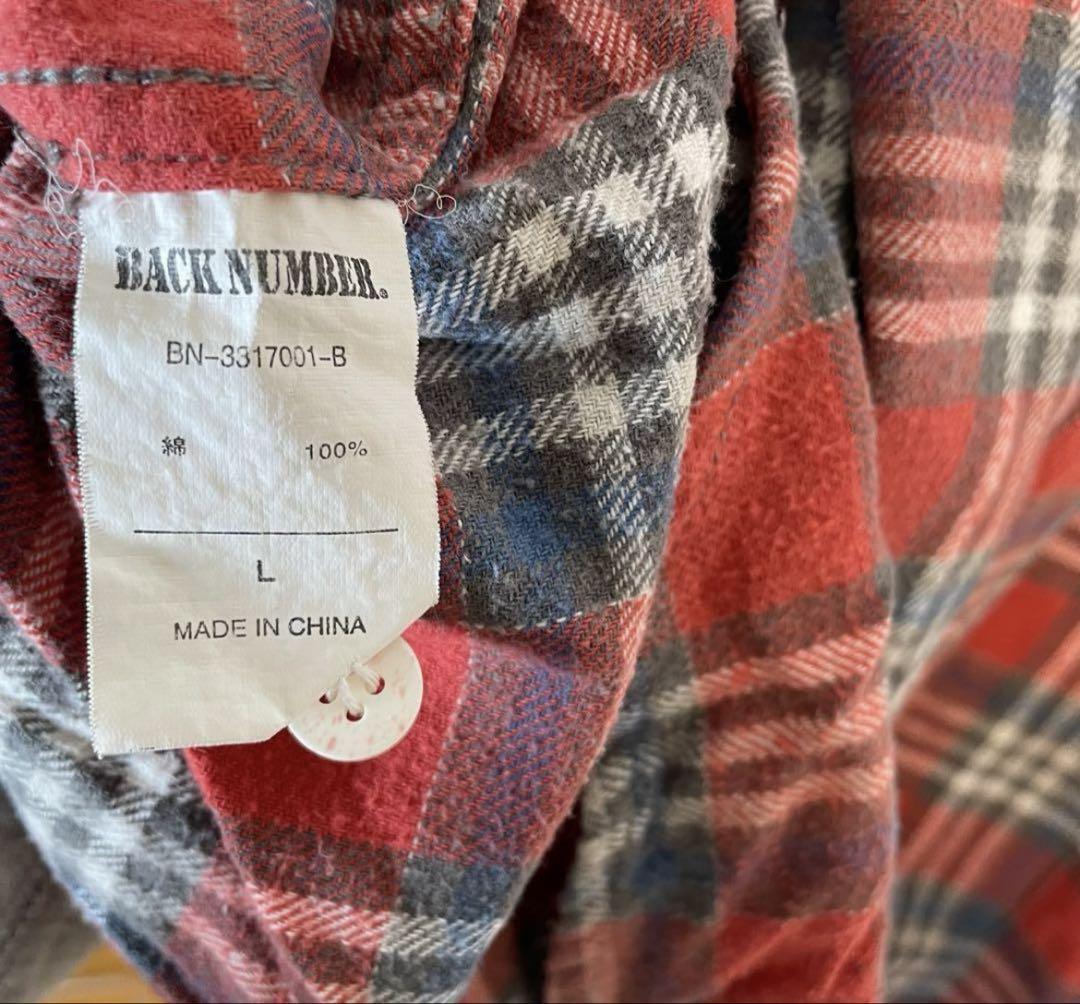 BACK NUMBER®
BN-3317001-B
綿 100%
L
MADE IN CHINA